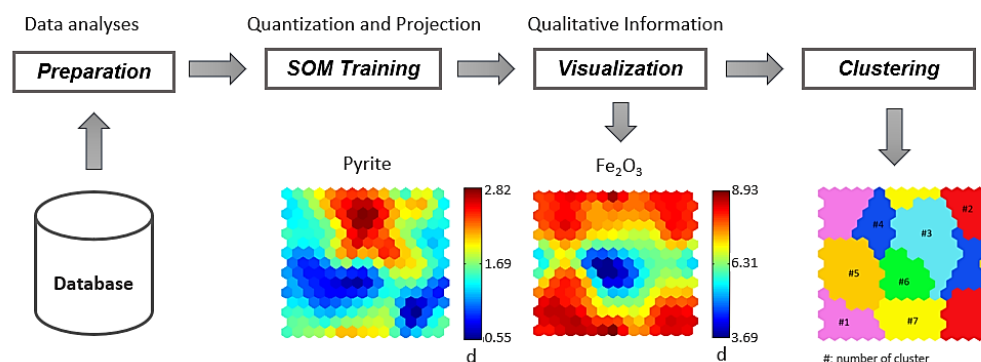 Data analyses
Quantization and Projection
Qualitative Information
Preparation
SOM Training
Visualization
Clustering
Database
Pyrite
2.82
1.69
0.55
d
Fe₂O₃
8.93
6.31
3.69
d
#4
#2
#3
#5
#6
#1
#7
#: number of cluster